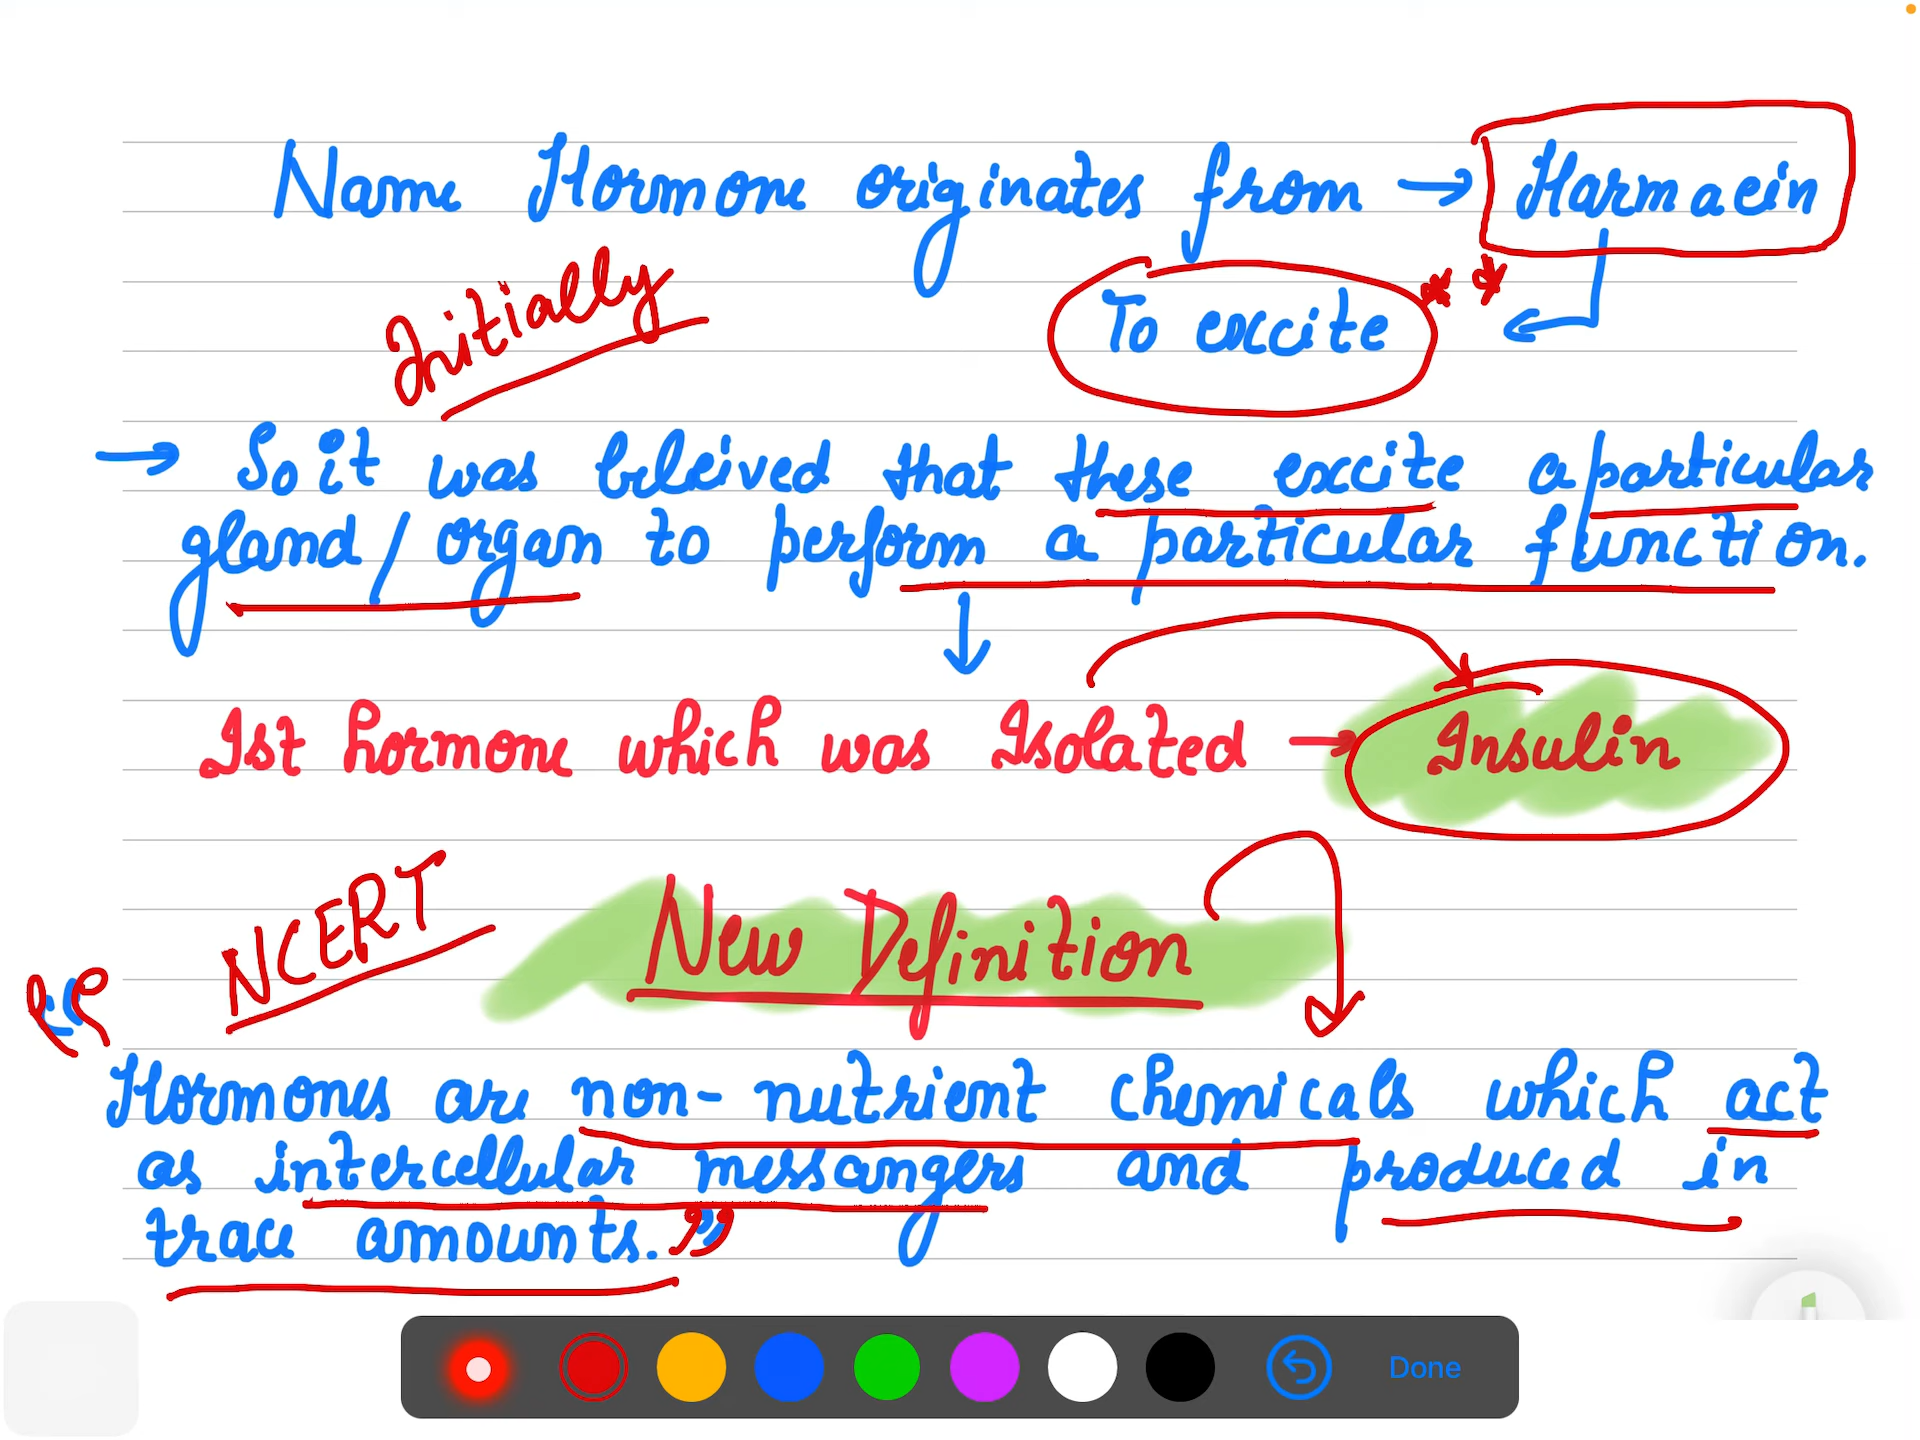 Name Hormone originates from → Harmaein
Initially
To excite **
→ So it was beleived that these excite a particular
gland / organ to perform a particular function.
Ist hormone which was Isolated → Insulin
NCERT
New Definition
"Hormones are non-nutrient chemicals which act
as intercellular messangers and produced in
trace amounts."
Done